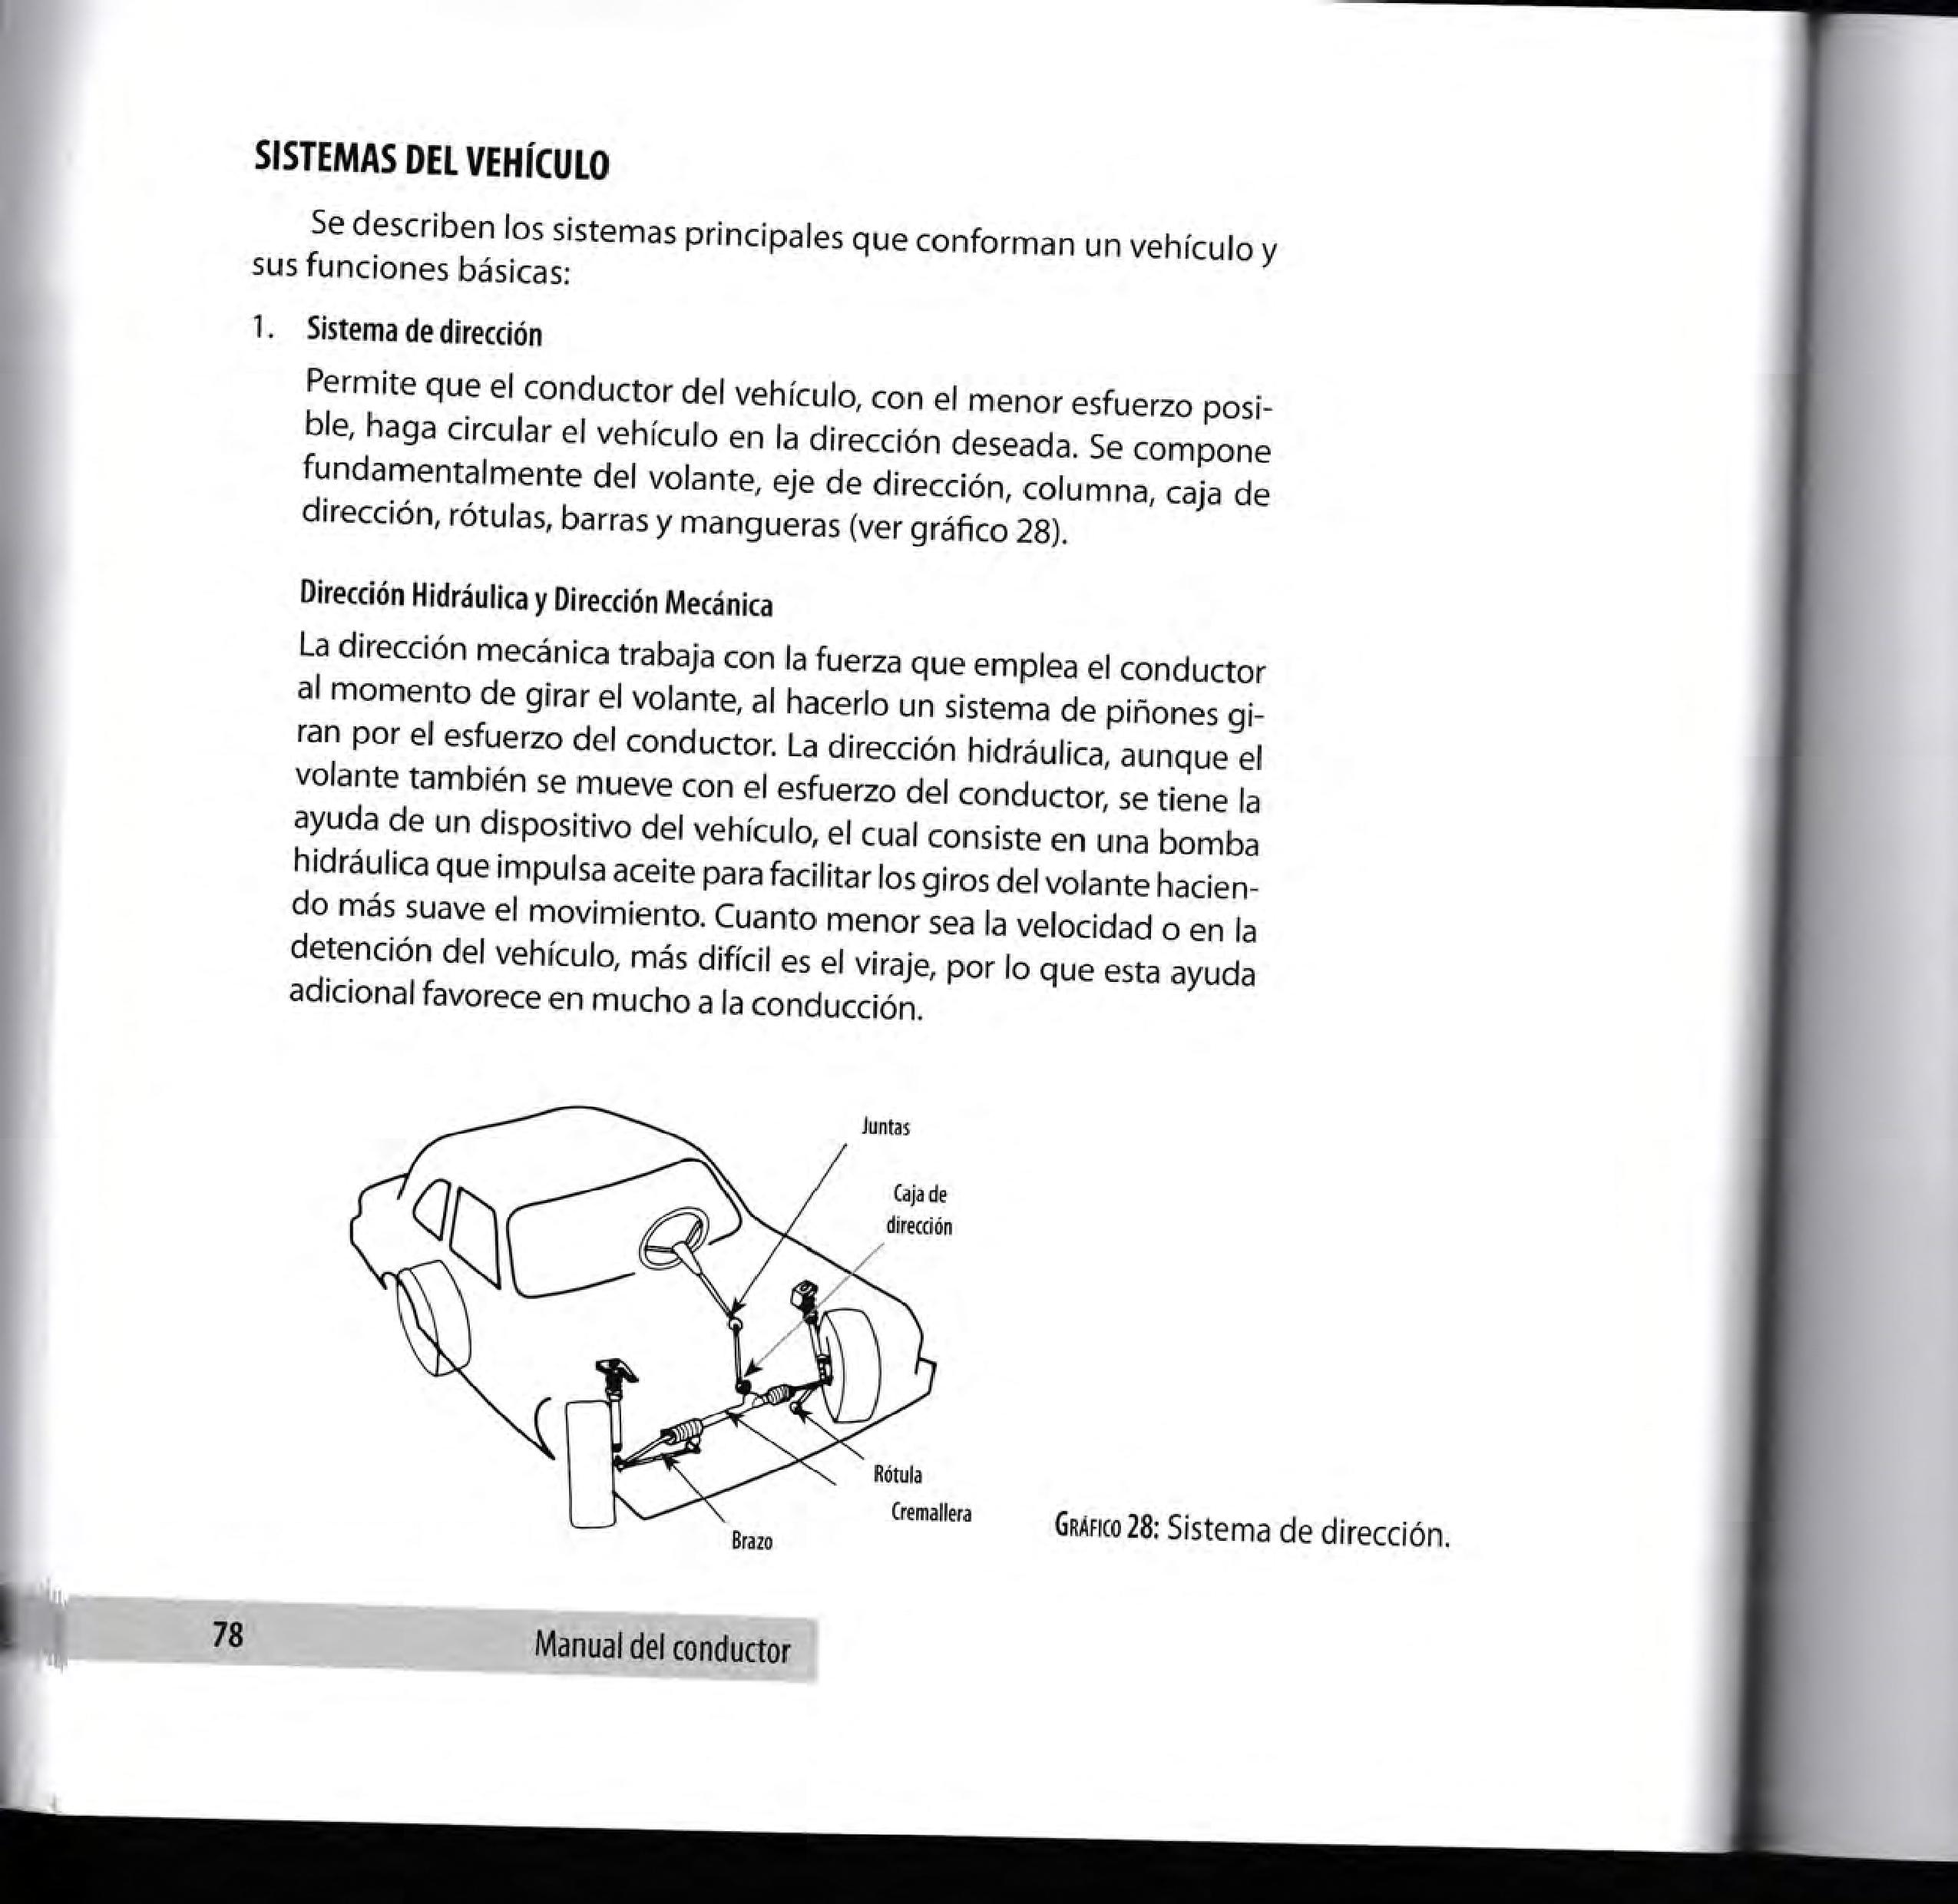 SISTEMAS DEL VEHÍCULO
Se describen los sistemas principales que conforman un vehículo y
sus funciones básicas:
1. Sistema de dirección
Permite que el conductor del vehículo, con el menor esfuerzo posi-
ble, haga circular el vehículo en la dirección deseada. Se compone
fundamentalmente del volante, eje de dirección, columna, caja de
dirección, rótulas, barras y mangueras (ver gráfico 28).
Dirección Hidráulica y Dirección Mecánica
La dirección mecánica trabaja con la fuerza que emplea el conductor
al momento de girar el volante, al hacerlo un sistema de piñones gi-
ran por el esfuerzo del conductor. La dirección hidráulica, aunque el
volante también se mueve con el esfuerzo del conductor, se tiene la
ayuda de un dispositivo del vehículo, el cual consiste en una bomba
hidráulica que impulsa aceite para facilitar los giros del volante hacien-
do más suave el movimiento. Cuanto menor sea la velocidad o en la
detención del vehículo, más difícil es el viraje, por lo que esta ayuda
adicional favorece en mucho a la conducción.
Juntas
Caja de
dirección
Rótula
Cremallera
Brazo
GRÁFICO 28: Sistema de dirección.
78 Manual del conductor